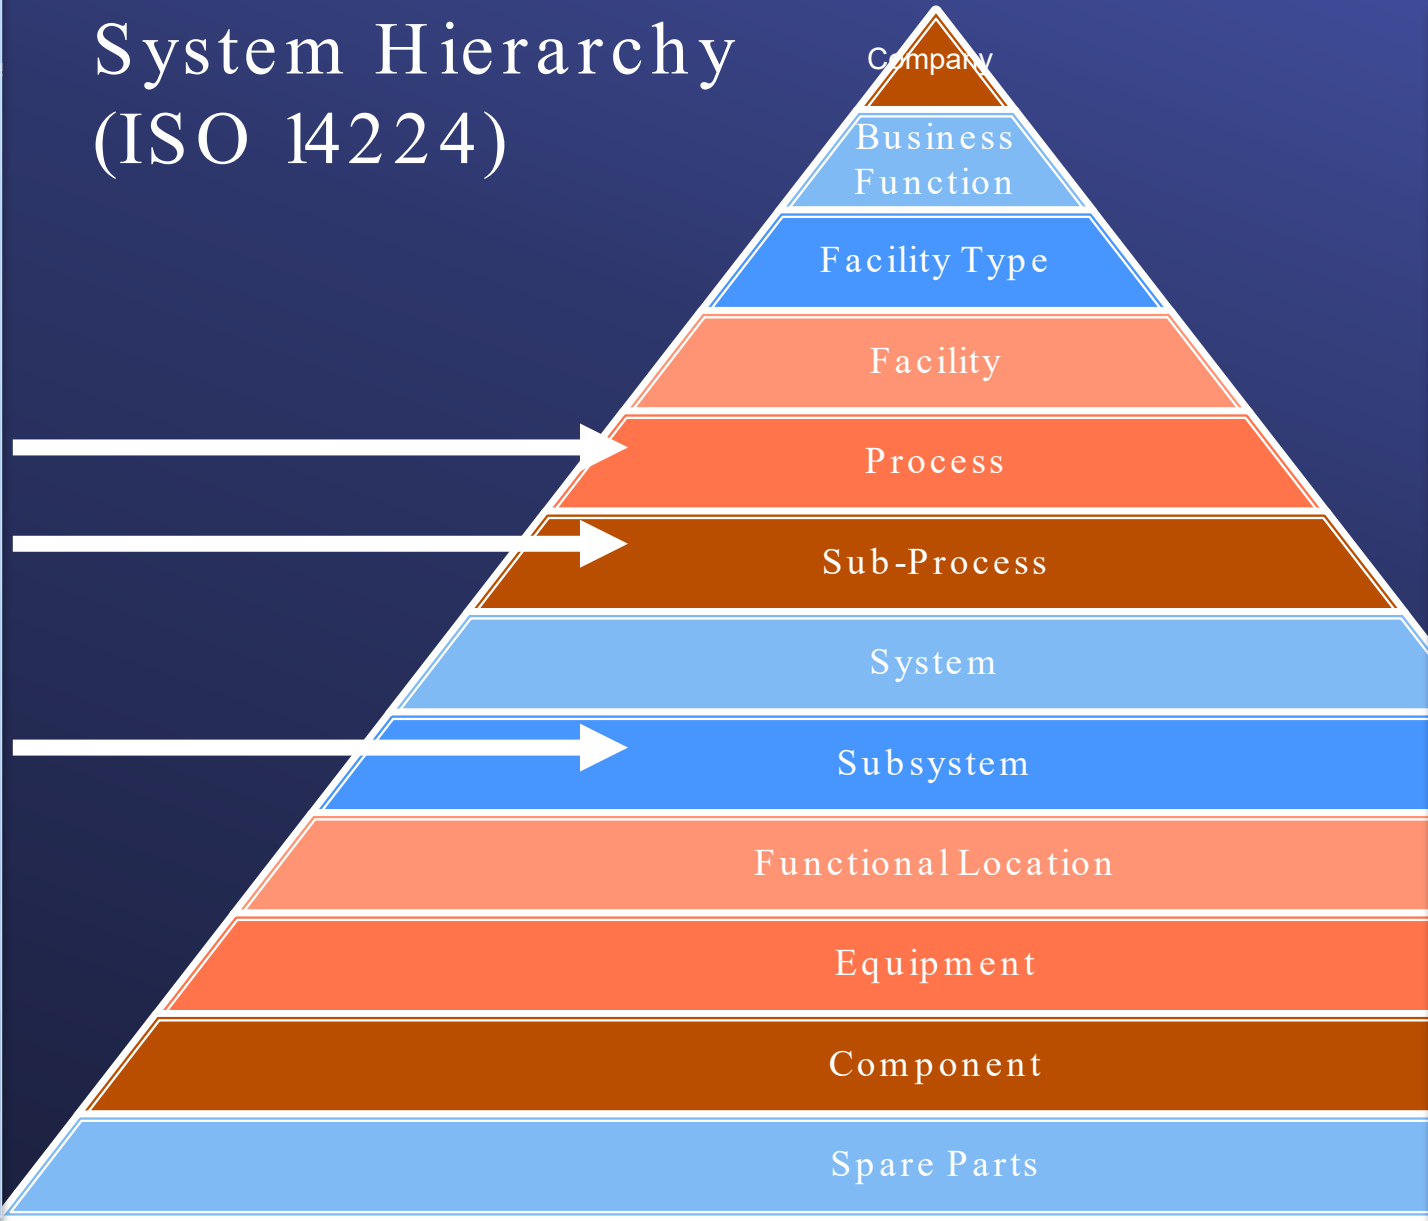 System Hierarchy
(ISO 14224)
Company
Business
Function
Facility Type
Facility
Process
Sub-Process
System
Subsystem
Functional Location
Equipment
Component
Spare Parts